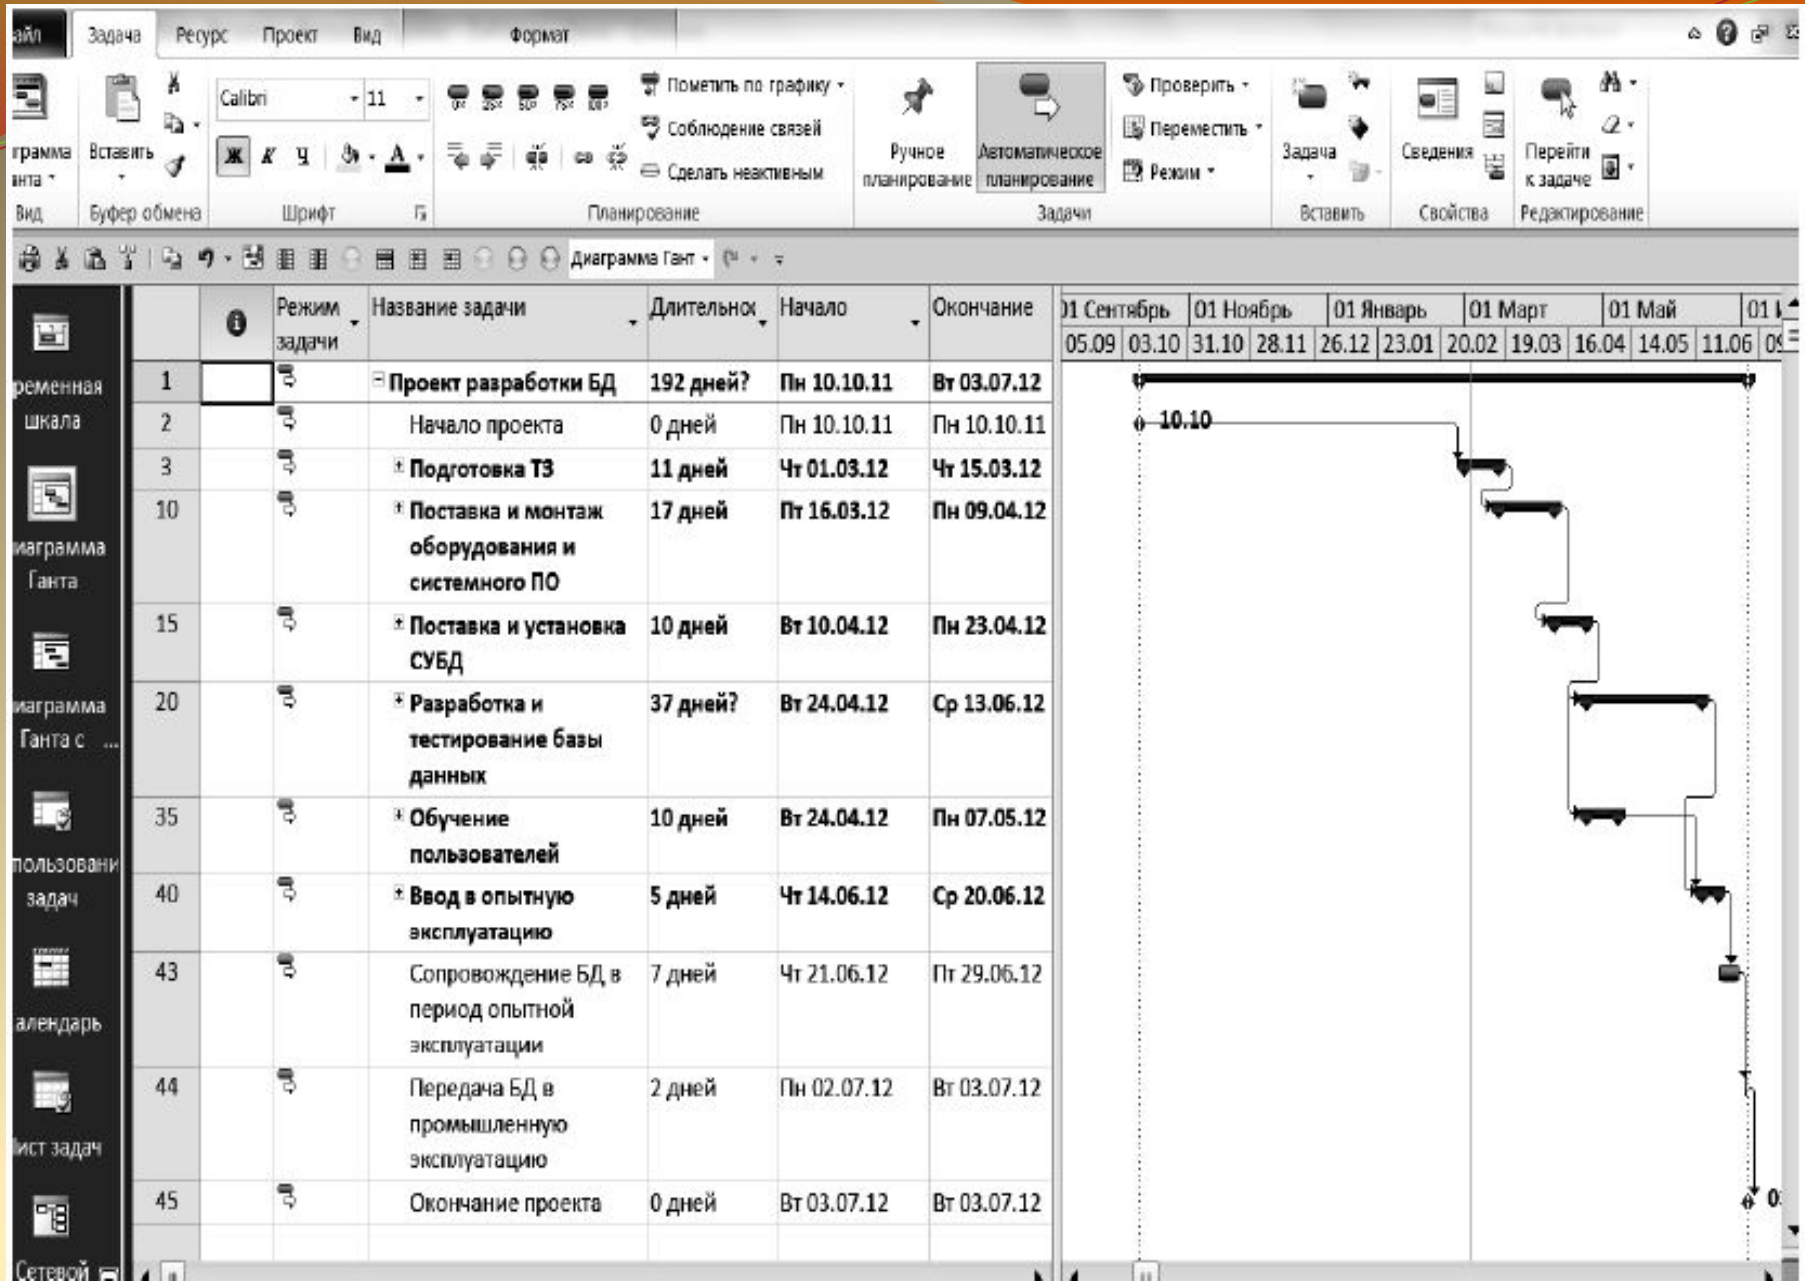 айл Задача Ресурс Проект Вид Формат
Calibri 11 Пометить по графику Проверить
Соблюдение связей Переместить
грамма Вставить Ж К Ч А Ручное Автоматическое Задача Сведения Перейти
анта Сделать неактивным планирование планирование Режим к задаче
Вид Буфер обмена Шрифт Планирование Задачи Вставить Свойства Редактирование
Диаграмма Гант
Режим задачи Название задачи Длительнос Начало Окончание
01 Сентябрь 01 Ноябрь 01 Январь 01 Март 01 Май 01
05.09 03.10 31.10 28.11 26.12 23.01 20.02 19.03 16.04 14.05 11.06
1 Проект разработки БД 192 дней? Пн 10.10.11 Вт 03.07.12
2 Начало проекта 0 дней Пн 10.10.11 Пн 10.10.11 10.10
3 Подготовка ТЗ 11 дней Чт 01.03.12 Чт 15.03.12
10 Поставка и монтаж 17 дней Пт 16.03.12 Пн 09.04.12
оборудования и
системного ПО
15 Поставка и установка 10 дней Вт 10.04.12 Пн 23.04.12
СУБД
20 Разработка и 37 дней? Вт 24.04.12 Ср 13.06.12
тестирование базы
данных
35 Обучение 10 дней Вт 24.04.12 Пн 07.05.12
пользователей
40 Ввод в опытную 5 дней Чт 14.06.12 Ср 20.06.12
эксплуатацию
43 Сопровождение БД в 7 дней Чт 21.06.12 Пт 29.06.12
период опытной
эксплуатации
44 Передача БД в 2 дней Пн 02.07.12 Вт 03.07.12
промышленную
эксплуатацию
45 Окончание проекта 0 дней Вт 03.07.12 Вт 03.07.12
ременная
шкала
иаграмма
Ганта
иаграмма
Ганта с ...
пользовани
задач
алендарь
ист задач
Сетевой